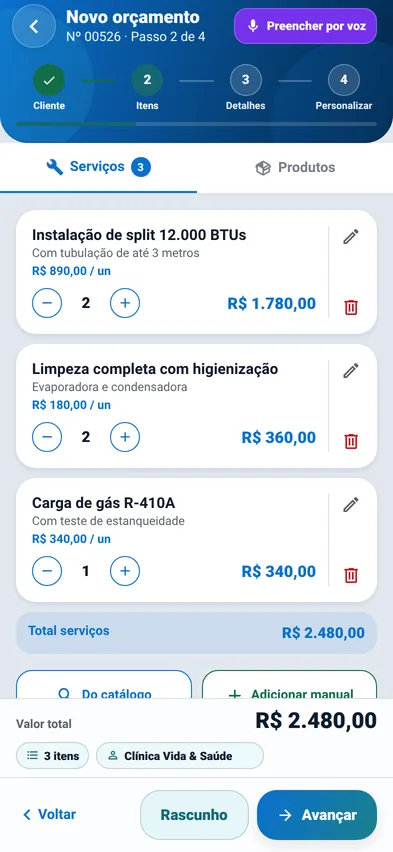 Novo orçamento
Nº 00526 · Passo 2 de 4
Preencher por voz
2
3
4
Cliente
Itens
Detalhes
Personalizar
Serviços 3
Produtos
Instalação de split 12.000 BTUs
Com tubulação de até 3 metros
R$ 890,00 / un
2
R$ 1.780,00
Limpeza completa com higienização
Evaporadora e condensadora
R$ 180,00 / un
2
R$ 360,00
Carga de gás R-410A
Com teste de estanqueidade
R$ 340,00 / un
1
R$ 340,00
Total serviços
R$ 2.480,00
Do catálogo
Adicionar manual
Valor total
R$ 2.480,00
3 itens
Clínica Vida & Saúde
Voltar
Rascunho
Avançar